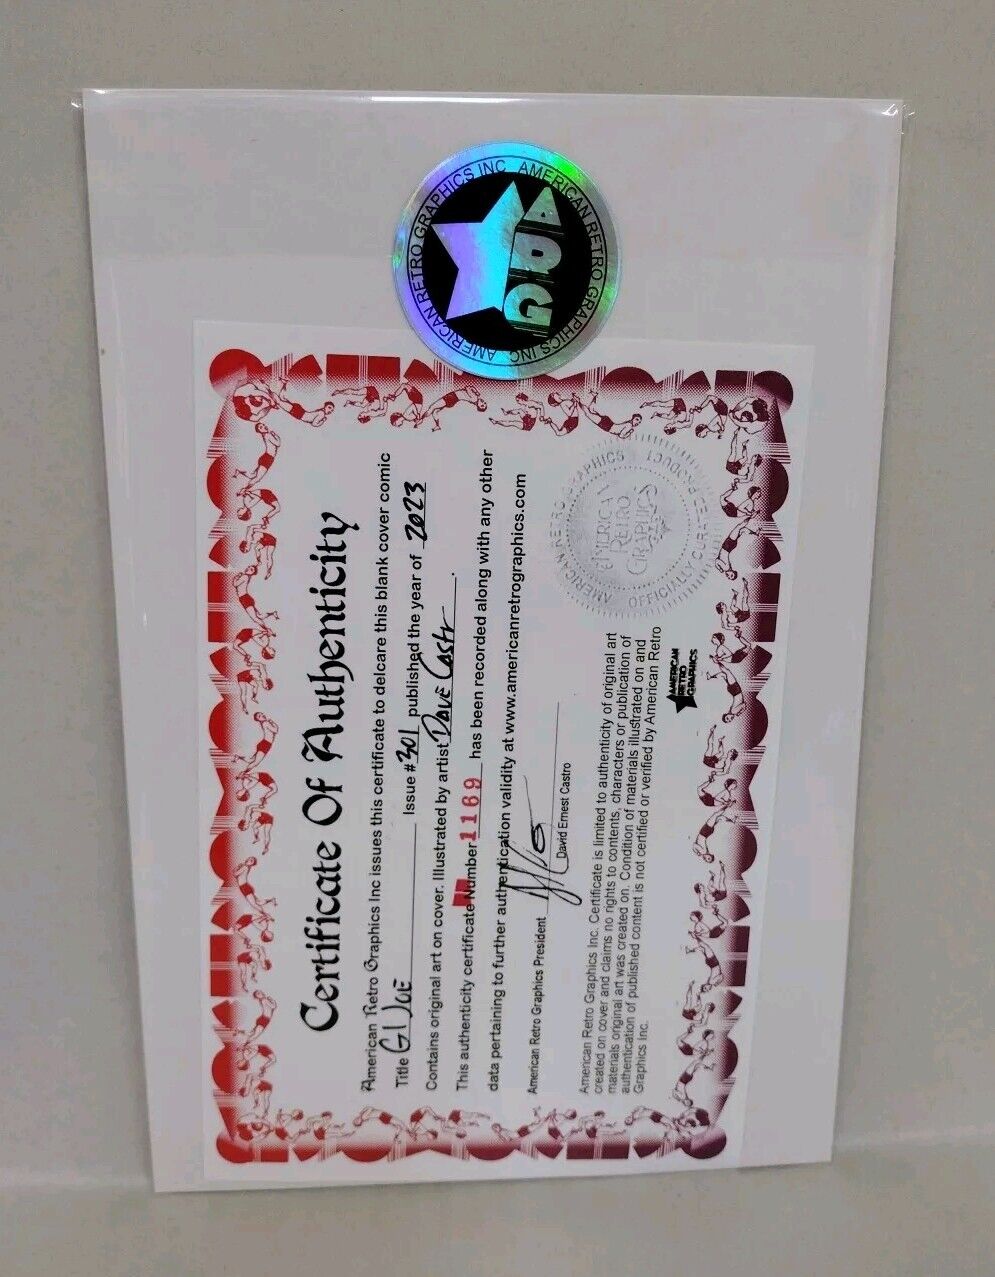 AMERICAN RETRO GRAPHICS INC
AMERICAN RETRO GRAPHICS INC
ARG
Certificate Of Authenticity
American Retro Graphics Inc issues this certificate to delcare this blank cover comic
Title GI JOE Issue # 301 published the year of 2023
Contains original art on cover. Illustrated by artist DAVE Castro.
This authenticity certificate Number 1169 has been recorded along with any other
data pertaining to further authentication validity at www.americanretrographics.com
American Retro Graphics President
David Ernest Castro
American Retro Graphics Inc. Certificate is limited to authenticity of original art
created on cover and claims no rights to contents, characters or publication of
materials original art was created on. Condition of materials illustrated on and
authentication of published content is not certified or verified by American Retro
Graphics Inc.
AMERICAN
RETRO
GRAPHICS
AMERICAN RETRO GRAPHICS
OFFICIALLY CURATED PRODUCT
AMERICAN
RETRO
GRAPHICS